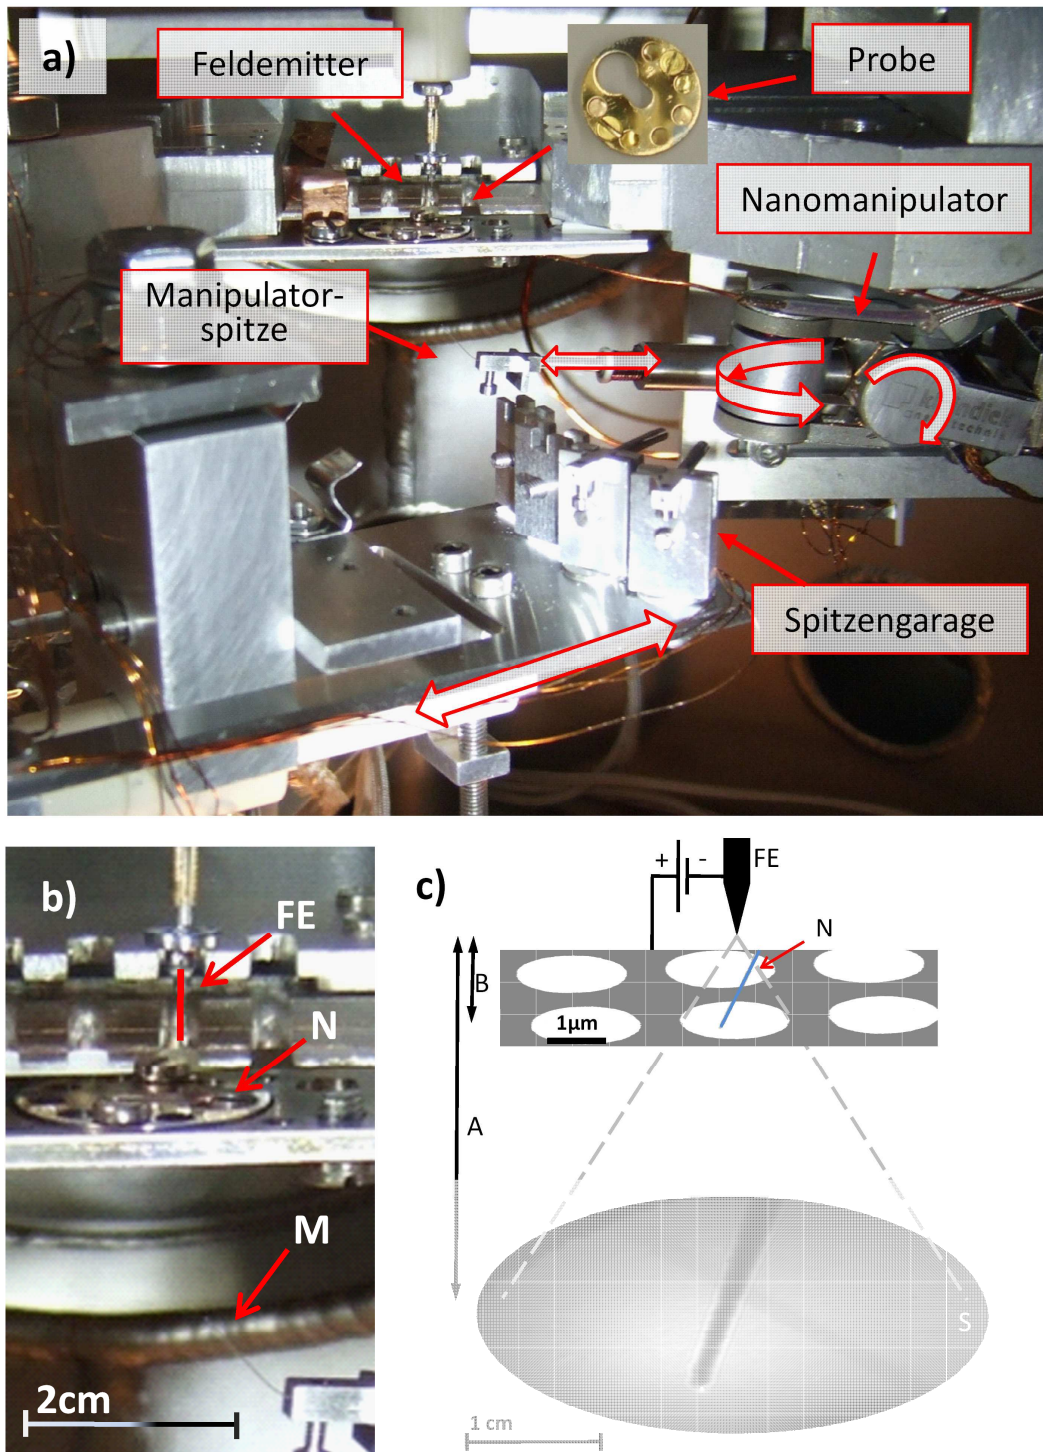 a)
Feldemitter
Probe
Nanomanipulator
Manipulator-
spitze
Spitzengarage
b)
FE
N
M
2cm
c)
+
-
FE
N
B
1µm
A
S
1 cm